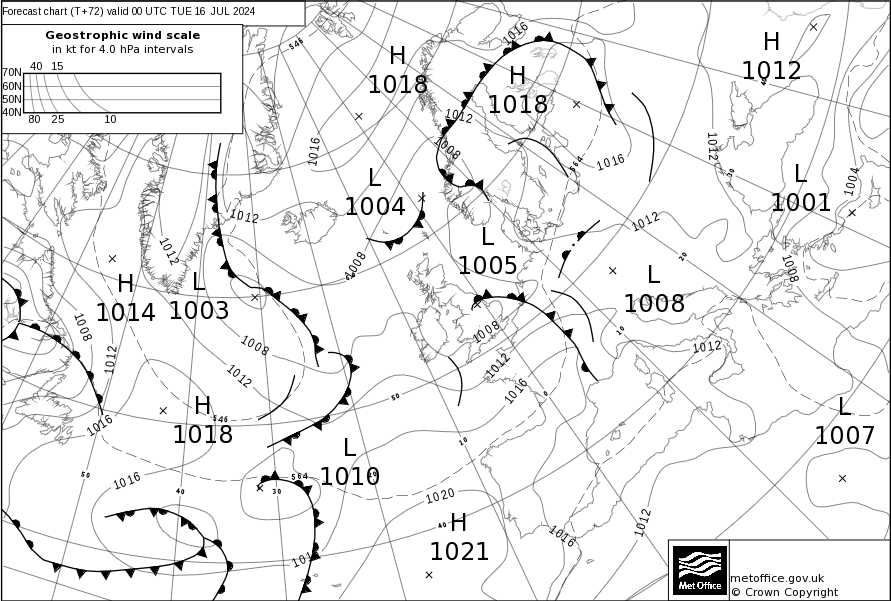 Forecast chart (T+72) valid 00 UTC TUE 16 JUL 2024
Geostrophic wind scale
in kt for 4.0 hPa intervals
40 15
70N
60N
50N
40N
80 25 10
546
1016
H
1018
H
1018
H
1012
1012
1008
1016
564
1016
1012
L
1004
1012
L
1001
1004
1012
1008
L
1005
1012
L
1008
1008
H
1014
L
1003
1012
1008
1012
1008
1012
1008
1012
1016
1012
H
1018
546
1016
L
1010
L
1007
1016
564
50
40
30
50
10
0
10
20
30
40
1020
H
1021
1016
1012
Met Office
metoffice.gov.uk
© Crown Copyright